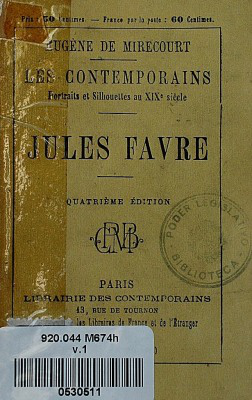 Prix : 50 Centimes. — France par la poste : 60 Centimes.
EUGÈNE DE MIRECOURT
LES CONTEMPORAINS
Portraits et Silhouettes au XIXe siècle
JULES FAVRE
QUATRIÈME ÉDITION
PARIS
LIBRAIRIE DES CONTEMPORAINS
13, RUE DE TOURNON
les Libraires de France et de l'Étranger
PODER LEGISLA
BIBLIOTECA
920.044 M674h
v.1
0530511